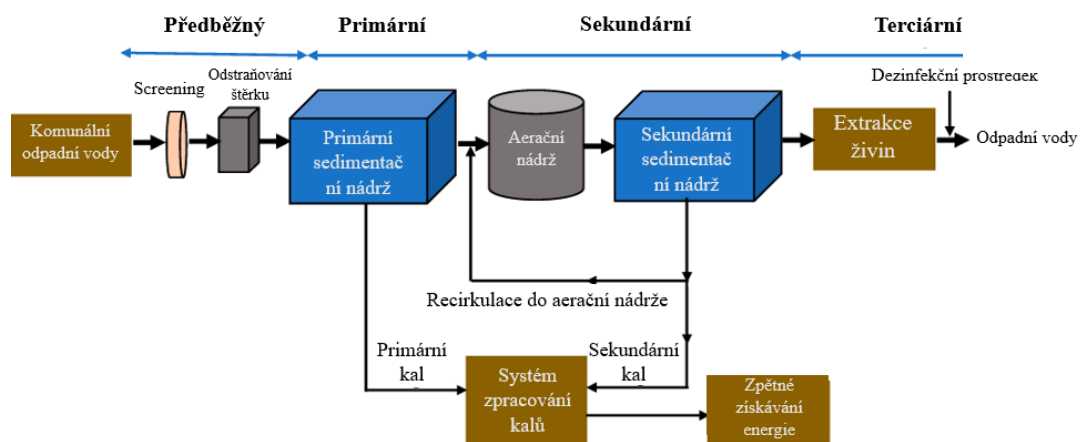 Předběžný
Primární
Sekundární
Terciární
Screening
Odstraňování
štěrku
Dezinfekční prostředek
Komunální
odpadní vody
Primární
sedimentač
ní nádrž
Aerační
nádrž
Sekundární
sedimentač
ní nádrž
Extrakce
živin
Odpadní vody
Recirkulace do aerační nádrže
Primární
kal
Sekundární
kal
Systém
zpracování
kalů
Zpětné
získávání
energie